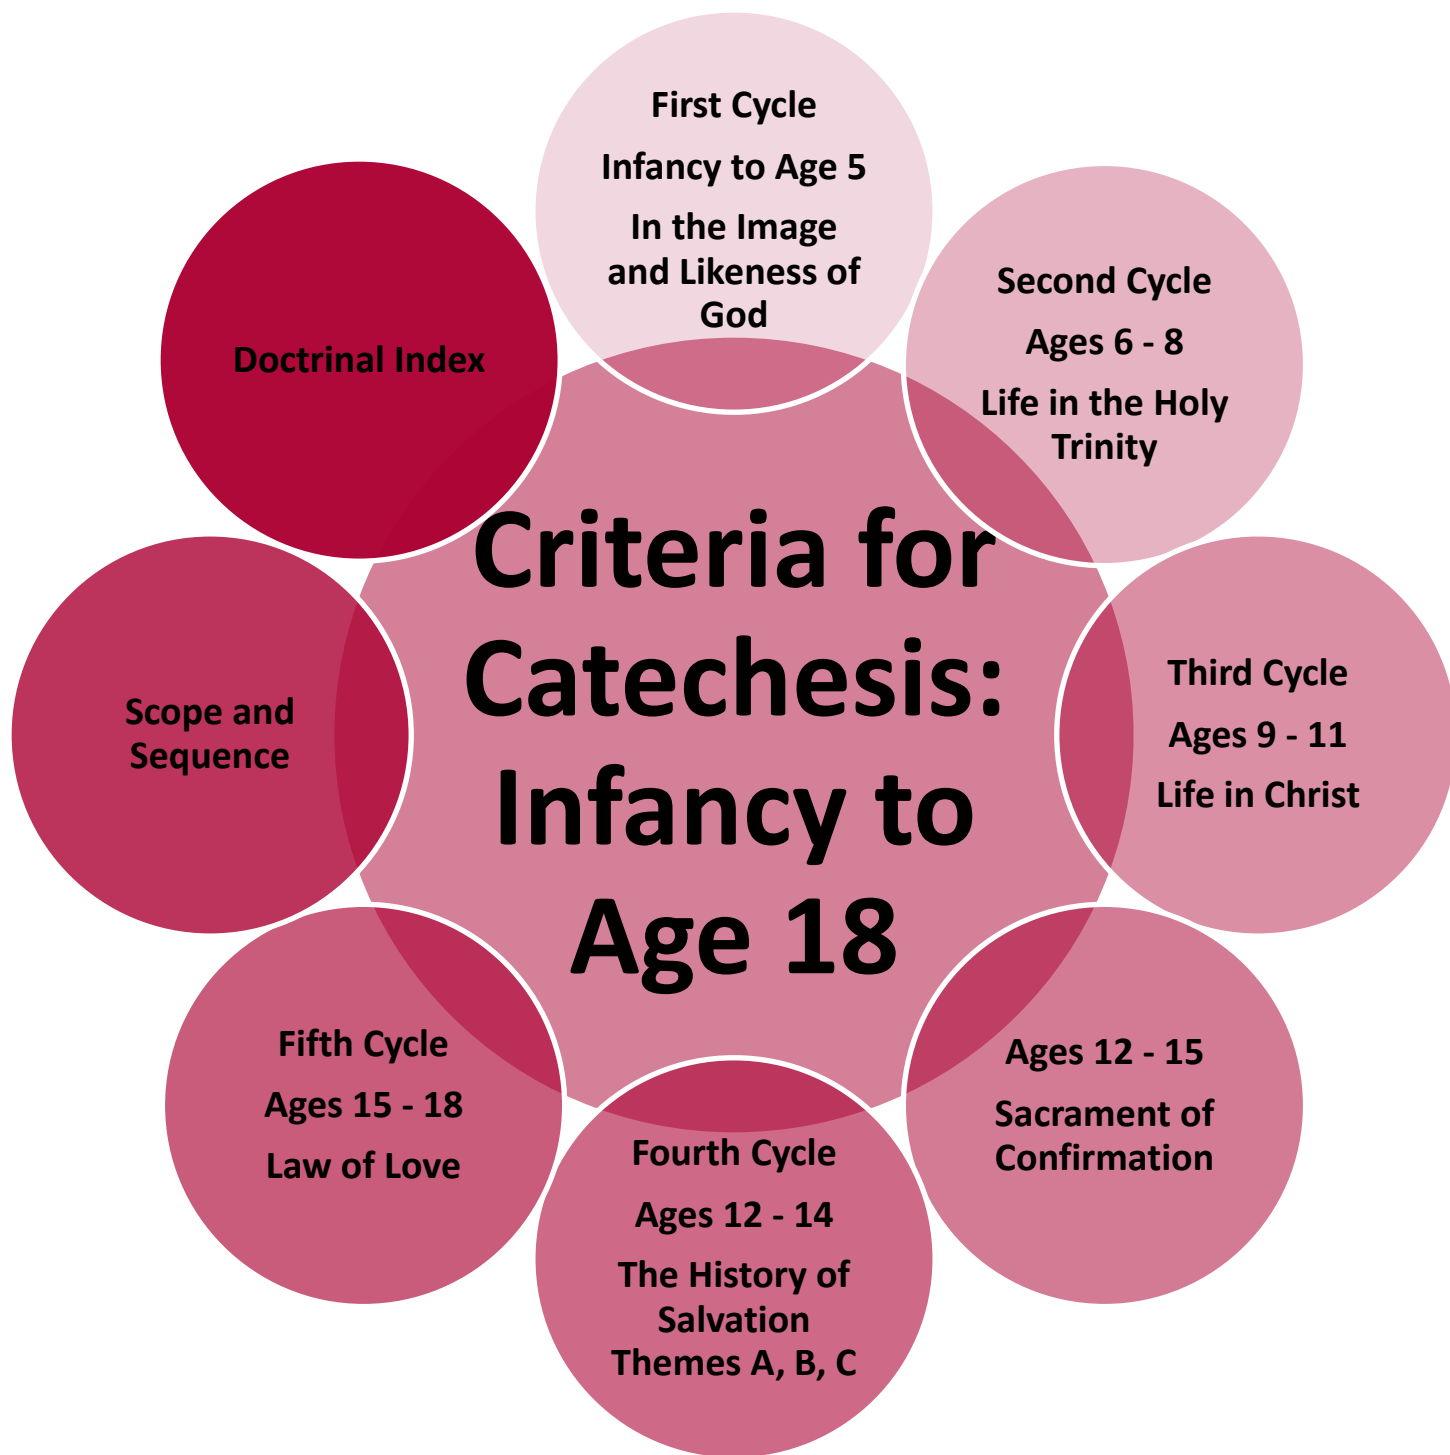 First Cycle
Infancy to Age 5
In the Image
and Likeness of
God
Second Cycle
Ages 6 - 8
Life in the Holy
Trinity
Third Cycle
Ages 9 - 11
Life in Christ
Ages 12 - 15
Sacrament of
Confirmation
Fourth Cycle
Ages 12 - 14
The History of
Salvation
Themes A, B, C
Fifth Cycle
Ages 15 - 18
Law of Love
Scope and
Sequence
Doctrinal Index
Criteria for
Catechesis:
Infancy to
Age 18